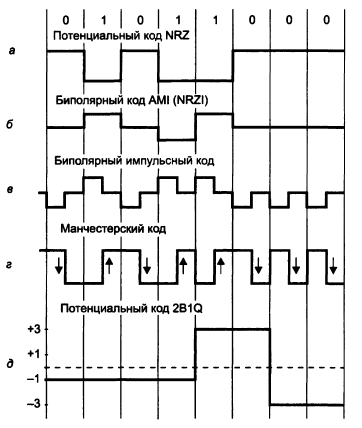 0 1 0 1 1 0 0 0
Потенциальный код NRZ
а
Биполярный код AMI (NRZI)
б
Биполярный импульсный код
в
Манчестерский код
г
Потенциальный код 2B1Q
+3
+1
д
–1
–3